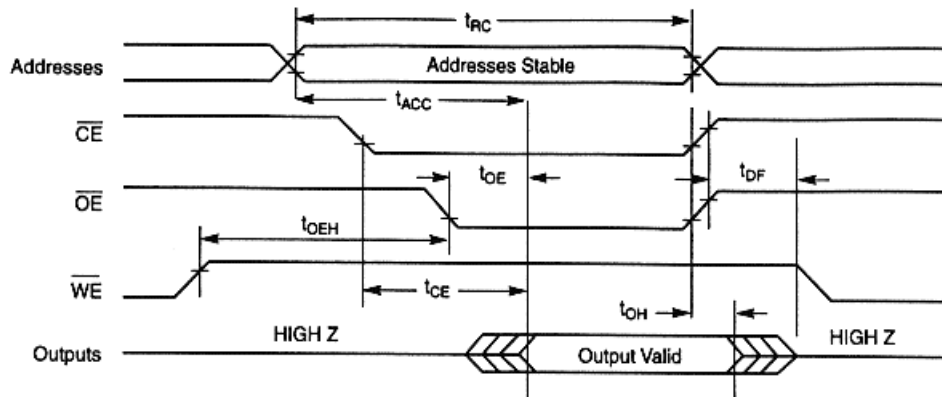 tRC
Addresses
Addresses Stable
tACC
CE
tOE
tDF
OE
tOEH
WE
tCE
tOH
HIGH Z
HIGH Z
Outputs
Output Valid